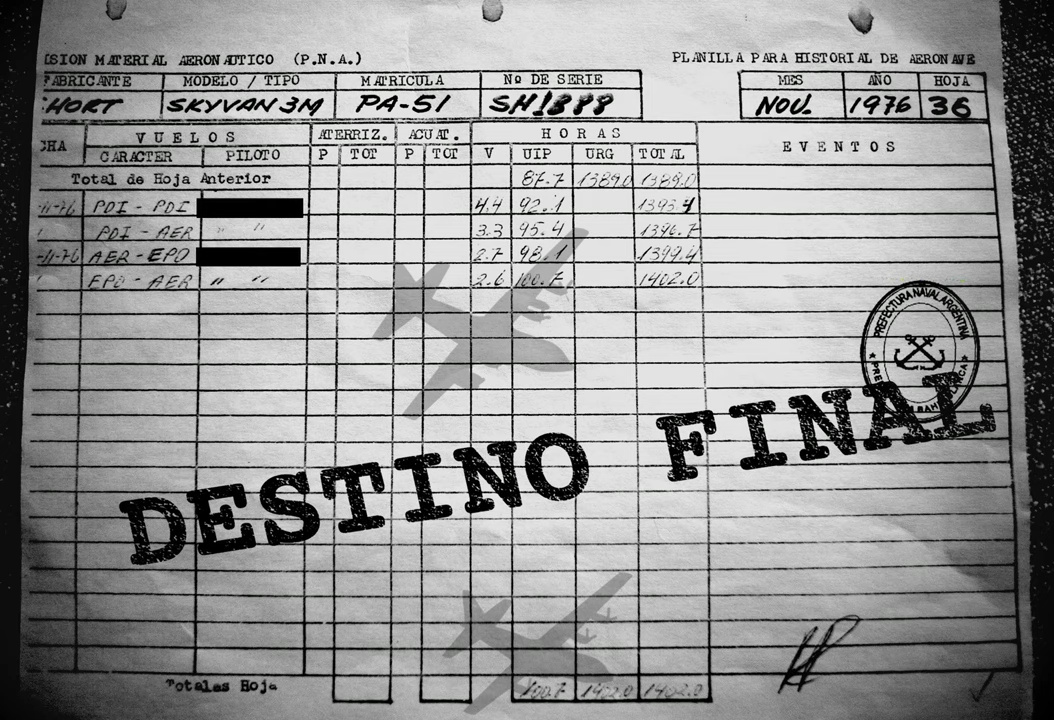 SION MATERIAL AERONAUTICO (P.N.A.) PLANILLA PARA HISTORIAL DE AERONAVE
FABRICANTE MODELO / TIPO MATRICULA Nº DE SERIE MES AÑO HOJA
SHORT SKYVAN 3M PA-51 SH1888 NOV. 1976 36
CHA VUELOS ATERRIZ. ACUAT. HORAS EVENTOS
CARACTER PILOTO P TOT P TOT V UIP URG TOTAL
Total de Hoja Anterior 87.7 1389.0 1389.0
-11-76 PDI - PDI 4.4 92.1 1393.4
PDI - AER " " 3.3 95.4 1396.7
-11-76 AER - EPO 2.7 98.1 1399.4
EPO - AER " " 2.6 100.7 1402.0
PREFECTURA NAVAL ARGENTINA
DESTINO FINAL
Totales Hoja 100.7 1402.0 1402.0